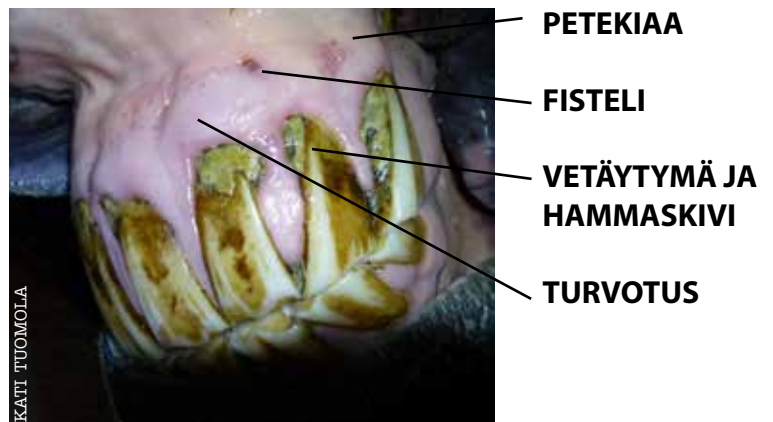 PETEKIAA
FISTELI
VETÄYTYMÄ JA
HAMMASKIVI
TURVOTUS
KATI TUOMOLA